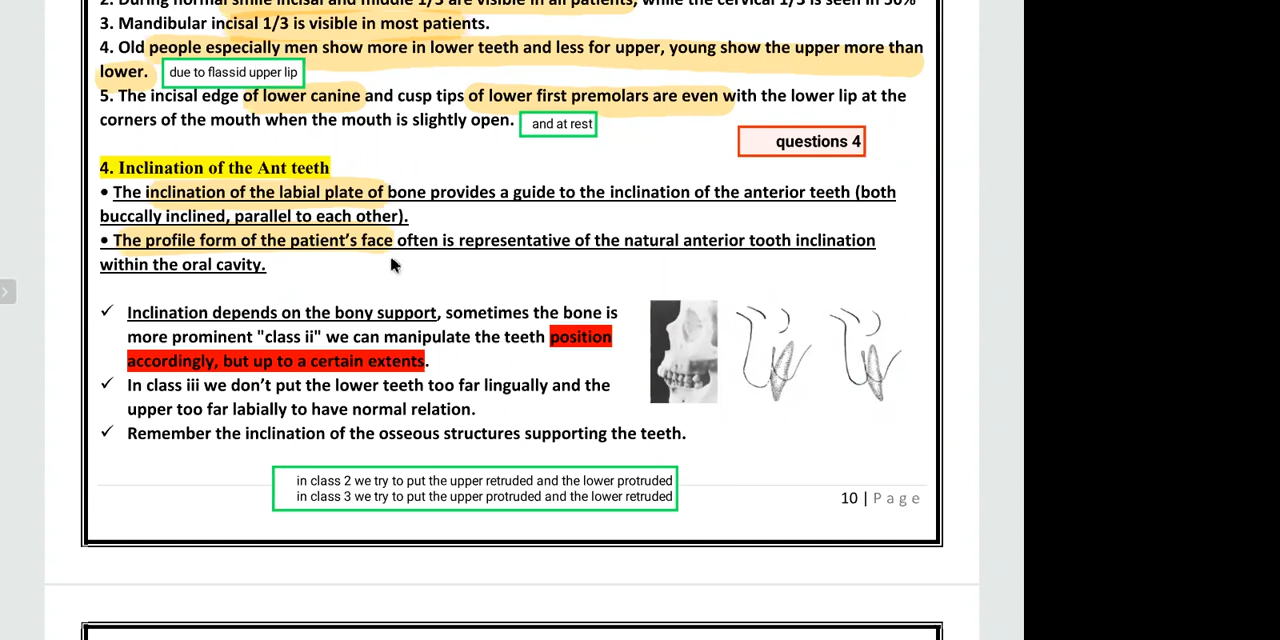 2. During normal smile incisal and middle 1/3 are visible in all patients, while the cervical 1/3 is seen in 50%
3. Mandibular incisal 1/3 is visible in most patients.
4. Old people especially men show more in lower teeth and less for upper, young show the upper more than
lower. due to flassid upper lip
5. The incisal edge of lower canine and cusp tips of lower first premolars are even with the lower lip at the
corners of the mouth when the mouth is slightly open. and at rest
questions 4
4. Inclination of the Ant teeth
• The inclination of the labial plate of bone provides a guide to the inclination of the anterior teeth (both
buccally inclined, parallel to each other).
• The profile form of the patient's face often is representative of the natural anterior tooth inclination
within the oral cavity.
✓ Inclination depends on the bony support, sometimes the bone is
more prominent "class ii" we can manipulate the teeth position
accordingly, but up to a certain extents.
✓ In class iii we don't put the lower teeth too far lingually and the
upper too far labially to have normal relation.
✓ Remember the inclination of the osseous structures supporting the teeth.
in class 2 we try to put the upper retruded and the lower protruded
in class 3 we try to put the upper protruded and the lower retruded
10 | Page